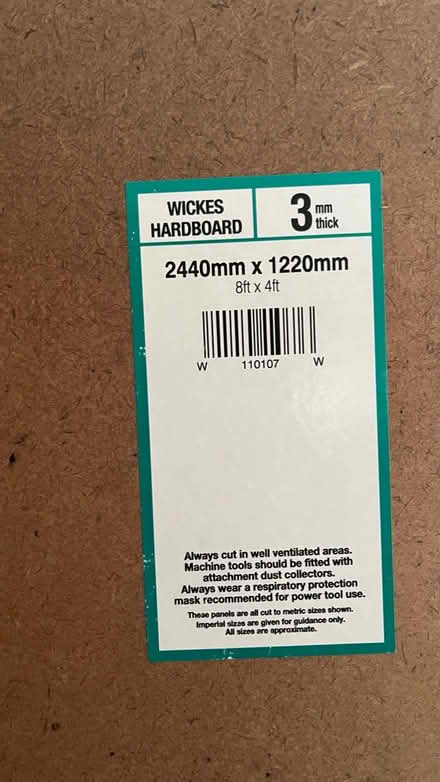 WICKES
HARDBOARD
3 mm
thick
2440mm x 1220mm
8ft x 4ft
W 110107 W
Always cut in well ventilated areas.
Machine tools should be fitted with
attachment dust collectors.
Always wear a respiratory protection
mask recommended for power tool use.
These panels are all cut to metric sizes shown.
Imperial sizes are given for guidance only.
All sizes are approximate.